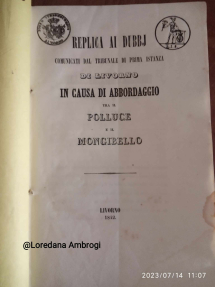 REPLICA AI DUBBJ
COMUNICATI DAL TRIBUNALE DI PRIMA ISTANZA
DI LIVORNO
IN CAUSA DI ABBORDAGGIO
TRA IL
POLLUCE
E IL
MONGIBELLO
LIVORNO
@Loredana Ambrogi
2023/07/14 11:07